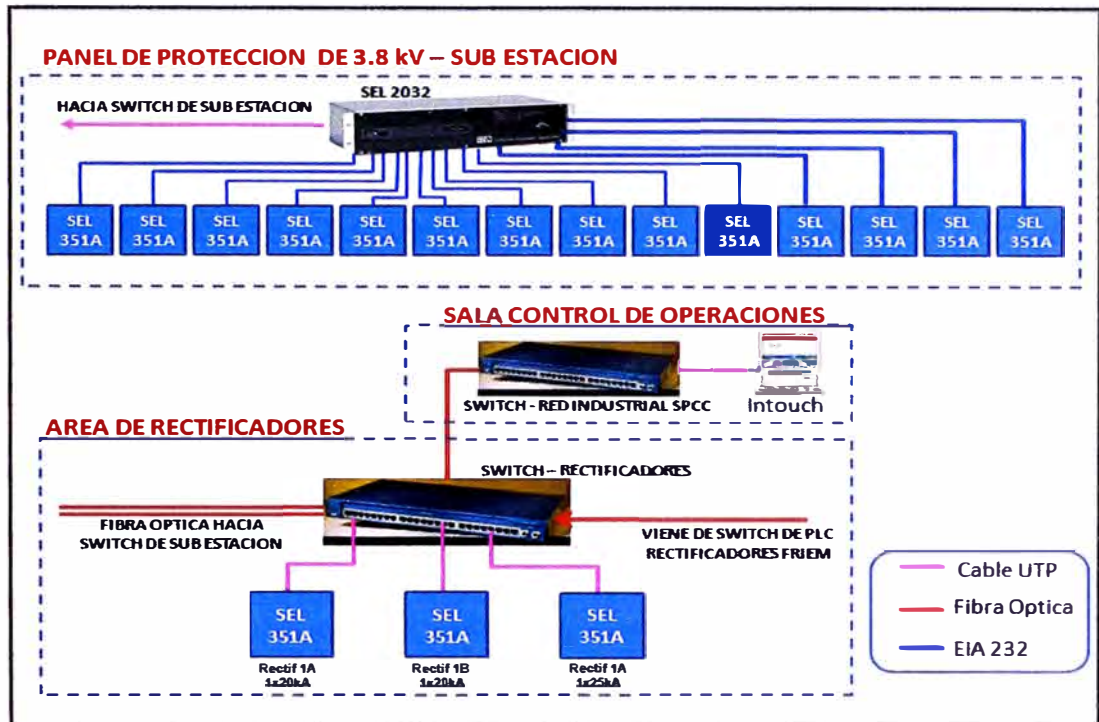 PANEL DE PROTECCION DE 3.8 kV – SUB ESTACION
HACIA SWITCH DE SUB ESTACION
SEL 2032
SEL 351A
SEL 351A
SEL 351A
SEL 351A
SEL 351A
SEL 351A
SEL 351A
SEL 351A
SEL 351A
SEL 351A
SEL 351A
SEL 351A
SEL 351A
SEL 351A
SALA CONTROL DE OPERACIONES
SWITCH - RED INDUSTRIAL SPCC
Intouch
AREA DE RECTIFICADORES
SWITCH – RECTIFICADORES
FIBRA OPTICA HACIA
SWITCH DE SUB ESTACION
VIENE DE SWITCH DE PLC
RECTIFICADORES FRIEM
SEL
351A
Rectif 1A
1x20kA
SEL
351A
Rectif 1B
1x20kA
SEL
351A
Rectif 1A
1x25kA
Cable UTP
Fibra Optica
EIA 232